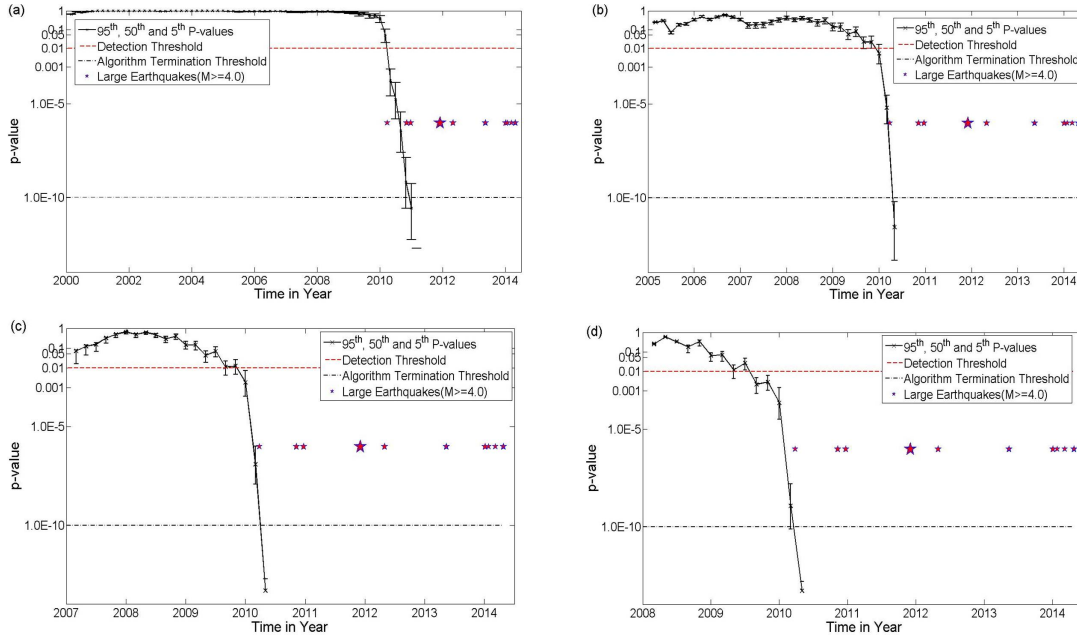 (a)
1
0.1
0.05
0.01
0.001
1.0E-5
1.0E-10
p-value
95th, 50th and 5th P-values
Detection Threshold
Algorithm Termination Threshold
Large Earthquakes(M>=4.0)
2000 2002 2004 2006 2008 2010 2012 2014
Time in Year
(b)
1
0.1
0.05
0.01
0.001
1.0E-5
1.0E-10
p-value
95th, 50th and 5th P-values
Detection Threshold
Algorithm Termination Threshold
Large Earthquakes(M>=4.0)
2005 2006 2007 2008 2009 2010 2011 2012 2013 2014
Time in Year
(c)
1
0.1
0.05
0.01
0.001
1.0E-5
1.0E-10
p-value
95th, 50th and 5th P-values
Detection Threshold
Algorithm Termination Threshold
Large Earthquakes(M>=4.0)
2007 2008 2009 2010 2011 2012 2013 2014
Time in Year
(d)
1
0.1
0.05
0.01
0.001
1.0E-5
1.0E-10
p-value
95th, 50th and 5th P-values
Detection Threshold
Algorithm Termination Threshold
Large Earthquakes(M>=4.0)
2008 2009 2010 2011 2012 2013 2014
Time in Year